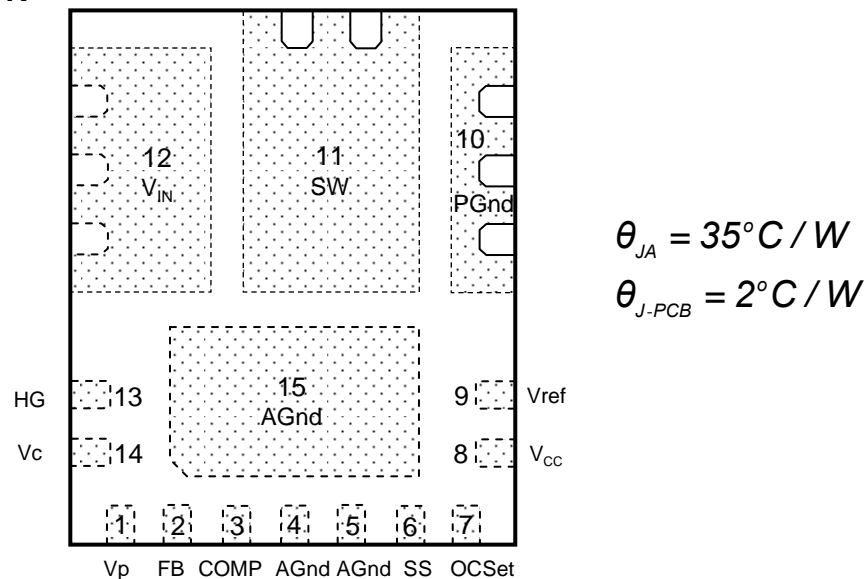 12
V_IN
11
SW
10
PGnd
θ_JA = 35°C / W
θ_J-PCB = 2°C / W
15
AGnd
HG 13
9 Vref
Vc 14
8 V_CC
1 2 3 4 5 6 7
Vp FB COMP AGnd AGnd SS OCSet